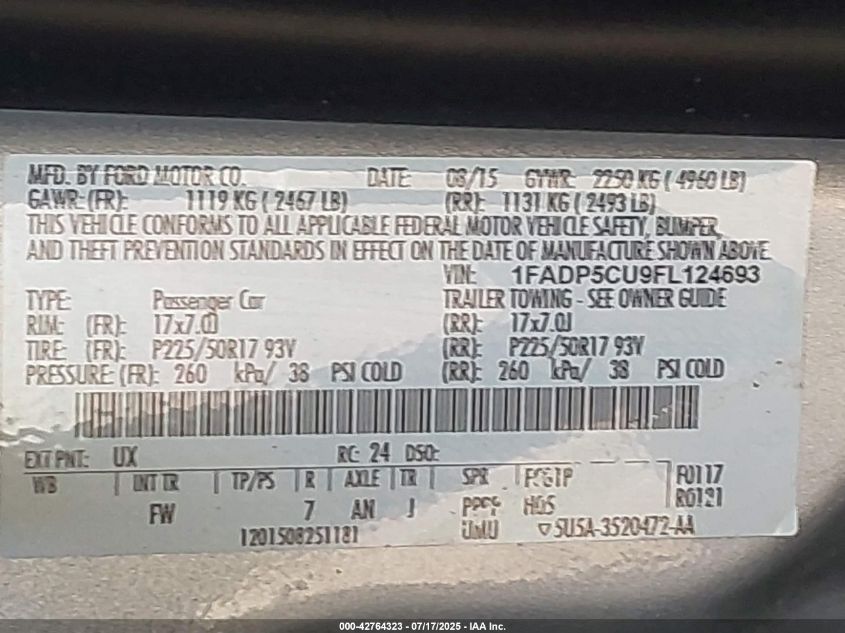 MFD. BY FORD MOTOR CO. DATE: 08/15 GVWR: 2250 KG ( 4960 LB)
GAWR: (FR): 1119 KG ( 2467 LB) (RR): 1131 KG ( 2493 LB)
THIS VEHICLE CONFORMS TO ALL APPLICABLE FEDERAL MOTOR VEHICLE SAFETY, BUMPER,
AND THEFT PREVENTION STANDARDS IN EFFECT ON THE DATE OF MANUFACTURE SHOWN ABOVE.
VIN: 1FADP5CU9FL124693
TYPE: Passenger Car TRAILER TOWING - SEE OWNER GUIDE
RIM: (FR): 17x7.0J (RR): 17x7.0J
TIRE: (FR): P225/50R17 93V (RR): P225/50R17 93V
PRESSURE: (FR): 260 kPa/ 38 PSI COLD (RR): 260 kPa/ 38 PSI COLD
EXT PNT: UX RC: 24 DSO:
WB | INT TR | TP/PS | R | AXLE | TR | SPR
F0117
FW 7 AN J HGS R0121
1201508251181 UMU ▽5U5A-3520472-AA
000-42764323 - 07/17/2025 - IAA Inc.